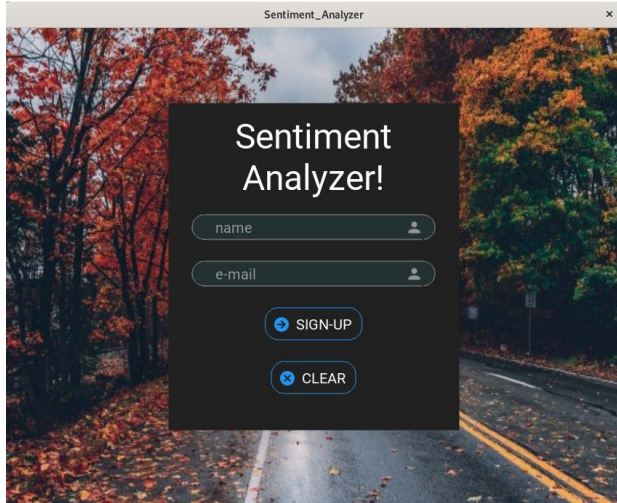 Sentiment_Analyzer
Sentiment
Analyzer!
name
e-mail
SIGN-UP
CLEAR